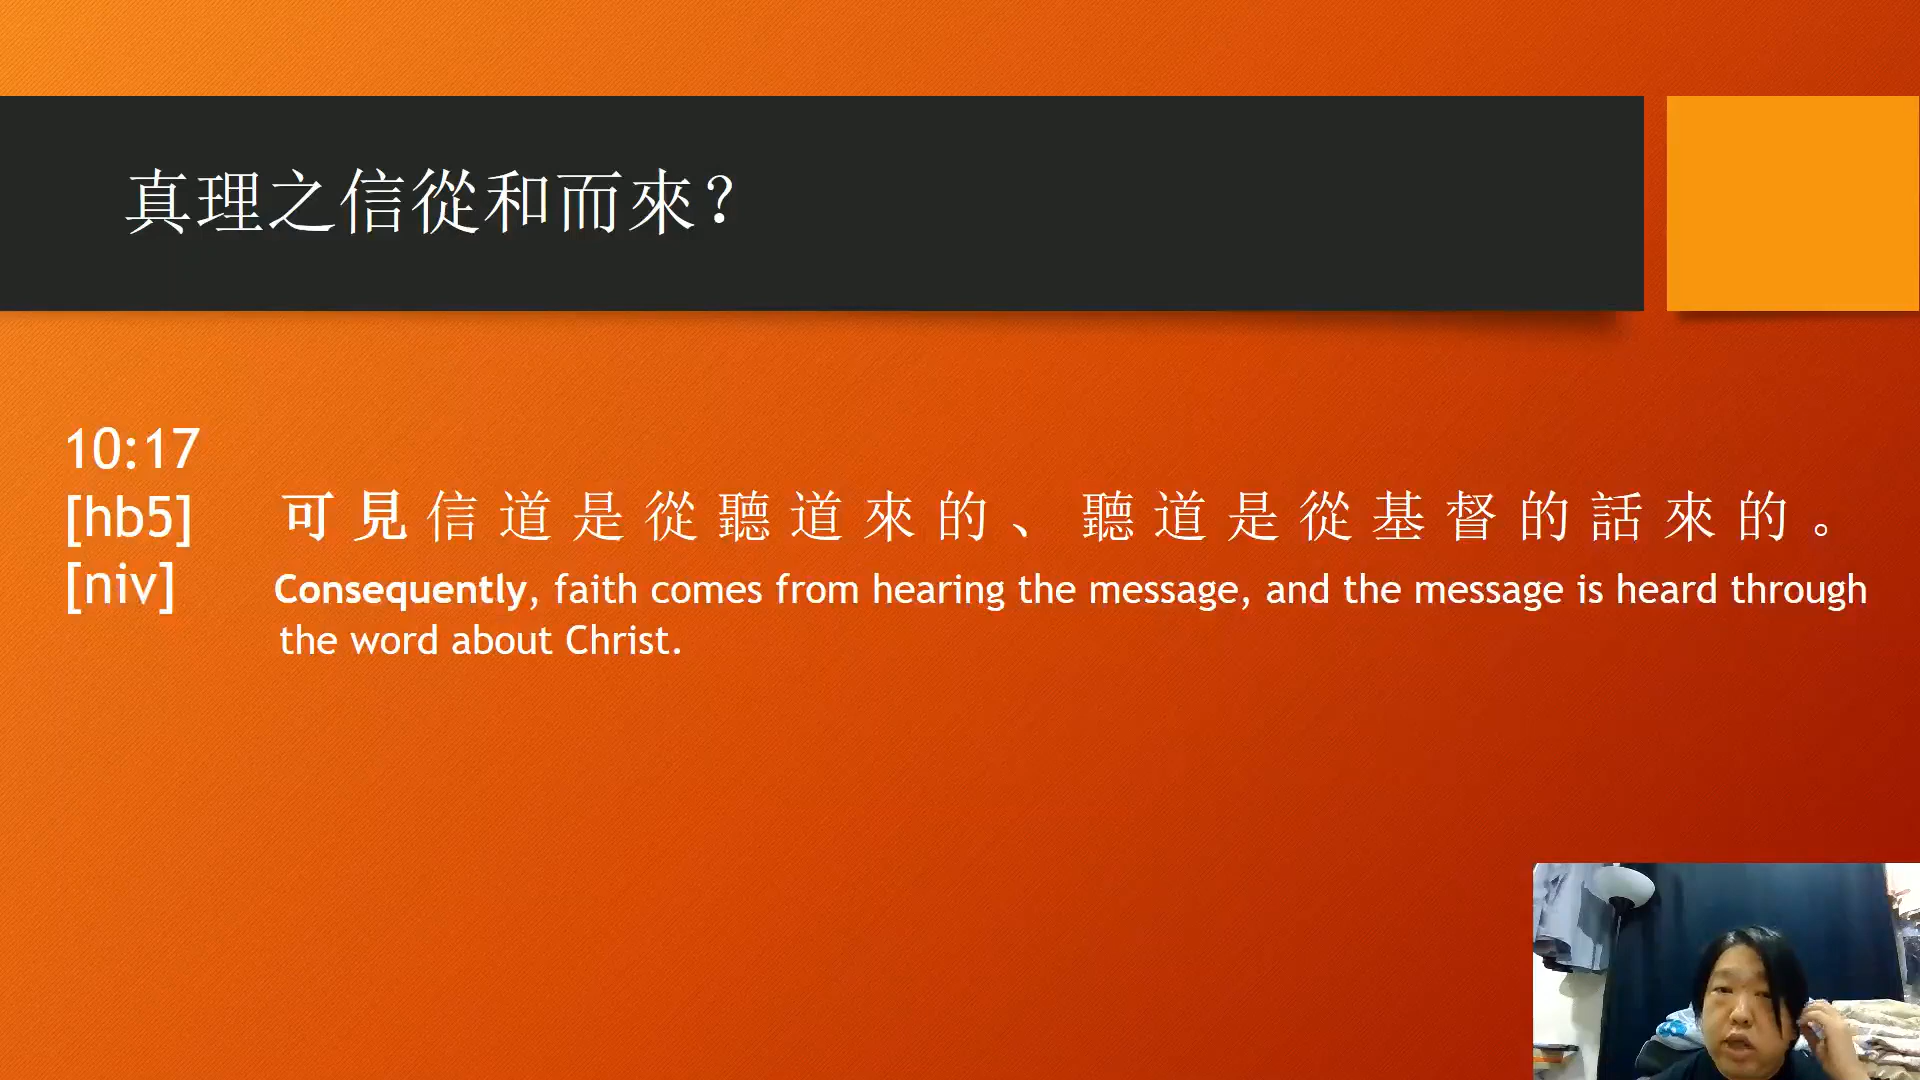 真理之信從和而來？
10:17
[hb5] 可見信道是從聽道來的、聽道是從基督的話來的。
[niv] Consequently, faith comes from hearing the message, and the message is heard through
the word about Christ.